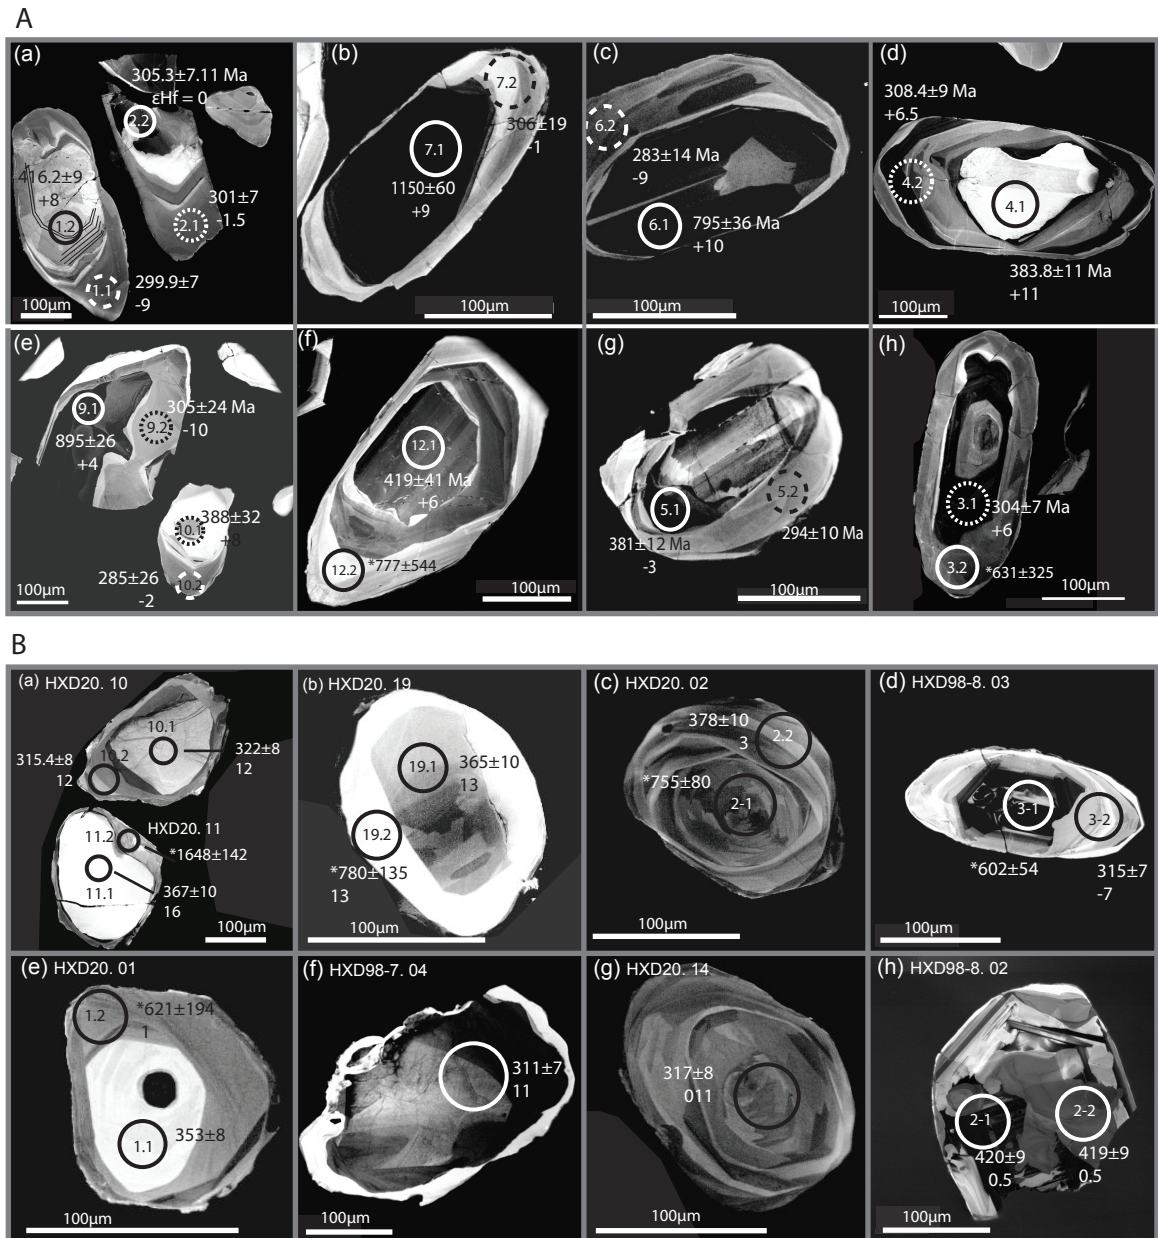 A
(a)
305.3±7.11 Ma
εHf = 0
2.2
416.2±9
+8
1.2
301±7
-1.5
2.1
1.1
299.9±7
-9
100μm
(b)
7.2
306±19
-1
7.1
1150±60
+9
100μm
(c)
6.2
283±14 Ma
-9
6.1
795±36 Ma
+10
100μm
(d)
308.4±9 Ma
+6.5
4.2
4.1
383.8±11 Ma
+11
100μm
(e)
9.1
895±26
+4
305±24 Ma
-10
9.2
10.1
388±32
+8
285±26
-2
10.2
100μm
(f)
12.1
419±41 Ma
+6
12.2
*777±544
100μm
(g)
5.1
381±12 Ma
-3
5.2
294±10 Ma
100μm
(h)
3.1
304±7 Ma
+6
3.2
*631±325
100μm
B
(a) HXD20. 10
10.1
322±8
12
315.4±8
12
10.2
HXD20. 11
11.2
*1648±142
11.1
367±10
16
100μm
(b) HXD20. 19
19.1
365±10
13
19.2
*780±135
13
100μm
(c) HXD20. 02
378±10
3
2.2
*755±80
2-1
100μm
(d) HXD98-8. 03
3-1
3-2
*602±54
315±7
-7
100μm
(e) HXD20. 01
1.2
*621±194
1
1.1
353±8
100μm
(f) HXD98-7. 04
311±7
11
100μm
(g) HXD20. 14
317±8
011
100μm
(h) HXD98-8. 02
2-1
420±9
0.5
2-2
419±9
0.5
100μm